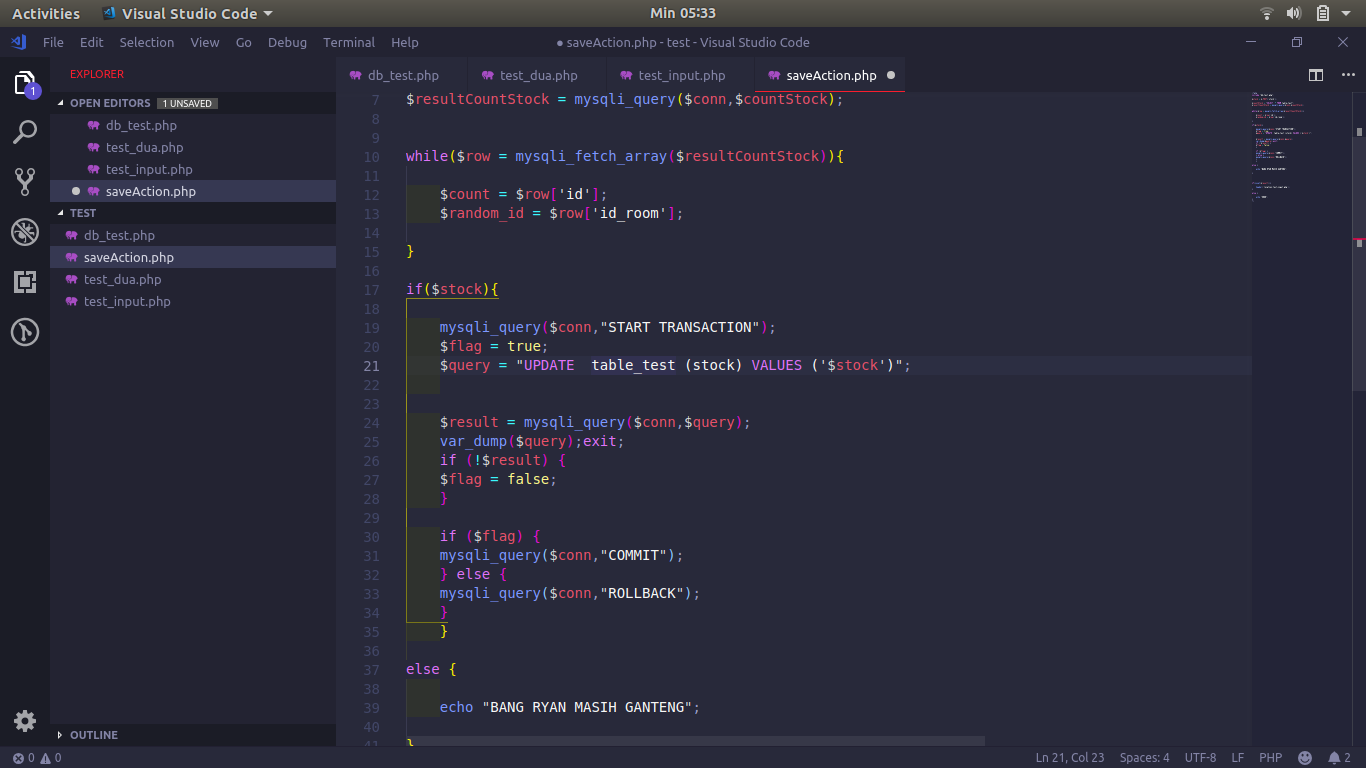 Activities Visual Studio Code Min 05:33
File Edit Selection View Go Debug Terminal Help ● saveAction.php - test - Visual Studio Code
EXPLORER
OPEN EDITORS 1 UNSAVED
db_test.php
test_dua.php
test_input.php
saveAction.php
TEST
db_test.php
saveAction.php
test_dua.php
test_input.php
OUTLINE
1
db_test.php test_dua.php test_input.php saveAction.php
7 $resultCountStock = mysqli_query($conn,$countStock);
8
9
10 while($row = mysqli_fetch_array($resultCountStock)){
11
12 $count = $row['id'];
13 $random_id = $row['id_room'];
14
15 }
16
17 if($stock){
18
19 mysqli_query($conn,"START TRANSACTION");
20 $flag = true;
21 $query = "UPDATE  table_test (stock) VALUES ('$stock')";
22
23
24 $result = mysqli_query($conn,$query);
25 var_dump($query);exit;
26 if (!$result) {
27 $flag = false;
28 }
29
30 if ($flag) {
31 mysqli_query($conn,"COMMIT");
32 } else {
33 mysqli_query($conn,"ROLLBACK");
34 }
35 }
36
37 else {
38
39 echo "BANG RYAN MASIH GANTENG";
40
41 }
0 0 Ln 21, Col 23 Spaces: 4 UTF-8 LF PHP 2